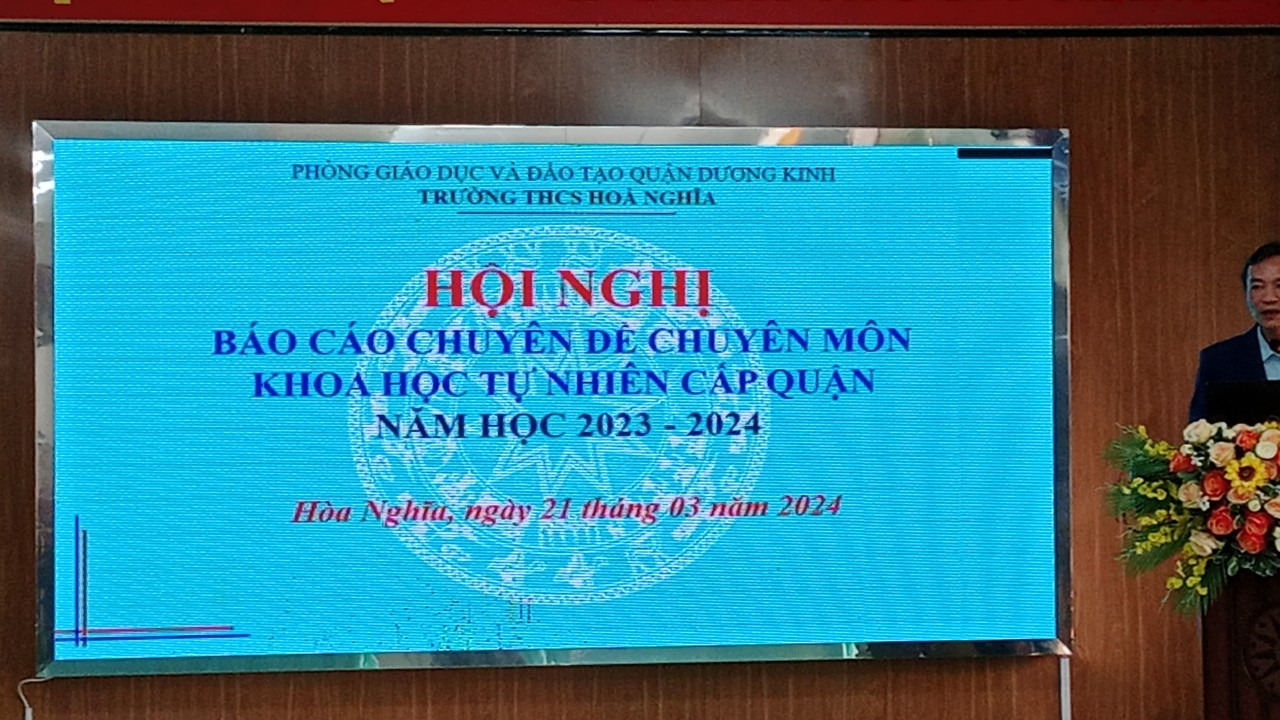 PHÒNG GIÁO DỤC VÀ ĐÀO TẠO QUẬN DƯƠNG KINH
TRƯỜNG THCS HOÀ NGHĨA
HỘI NGHỊ
BÁO CÁO CHUYÊN ĐỀ CHUYÊN MÔN
KHOA HỌC TỰ NHIÊN CẤP QUẬN
NĂM HỌC 2023 - 2024
Hòa Nghĩa, ngày 21 tháng 03 năm 2024